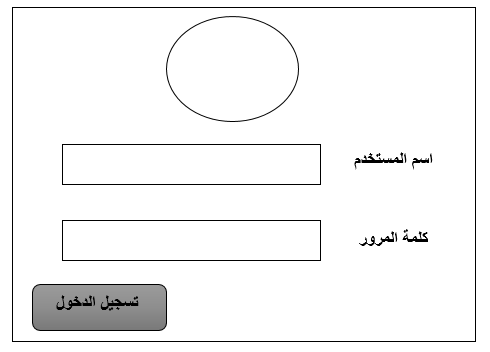 اسم المستخدم
كلمة المرور
تسجيل الدخول